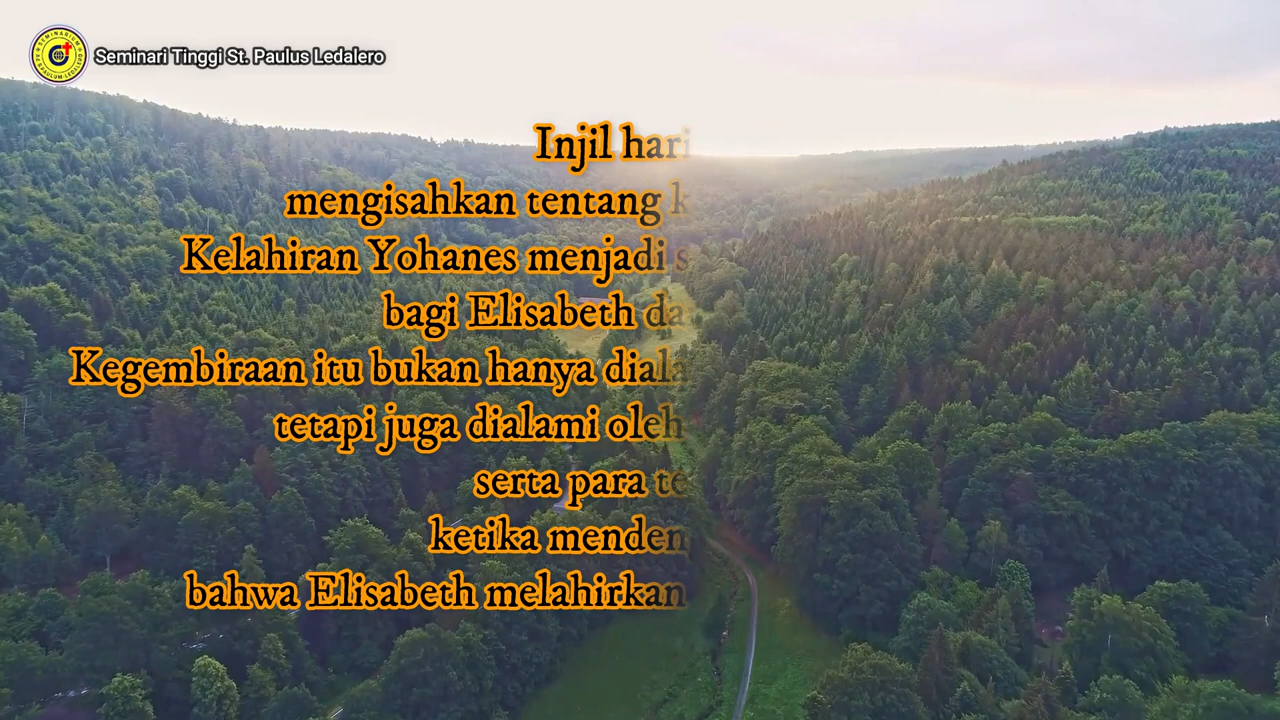 Seminari Tinggi St. Paulus Ledalero
Injil hari
mengisahkan tentang
Kelahiran Yohanes menjadi
bagi Elisabeth
Kegembiraan itu bukan hanya
tetapi juga dialami oleh
serta para
ketika
bahwa Elisabeth melahirkan